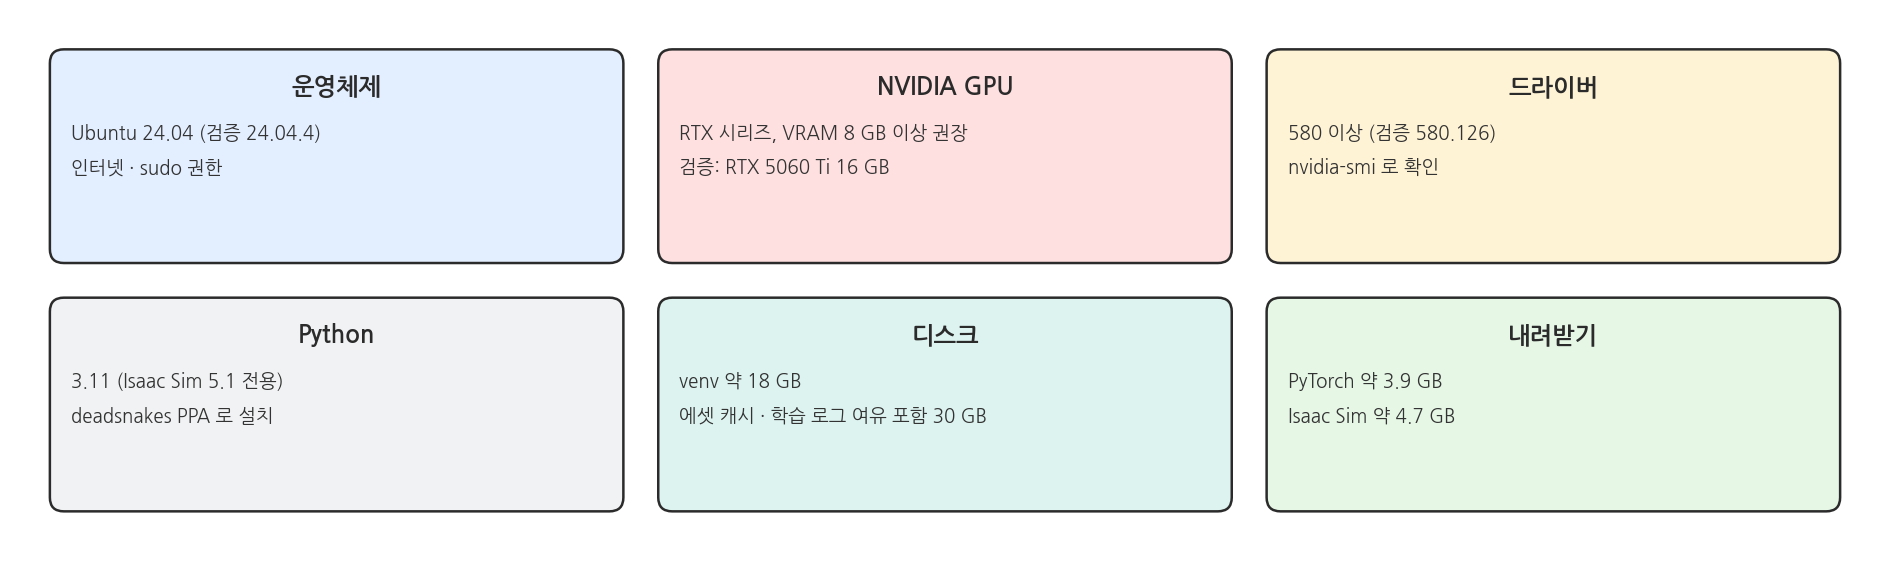 운영체제
Ubuntu 24.04 (검증 24.04.4)
인터넷 · sudo 권한
NVIDIA GPU
RTX 시리즈, VRAM 8 GB 이상 권장
검증: RTX 5060 Ti 16 GB
드라이버
580 이상 (검증 580.126)
nvidia-smi 로 확인
Python
3.11 (Isaac Sim 5.1 전용)
deadsnakes PPA 로 설치
디스크
venv 약 18 GB
에셋 캐시 · 학습 로그 여유 포함 30 GB
내려받기
PyTorch 약 3.9 GB
Isaac Sim 약 4.7 GB